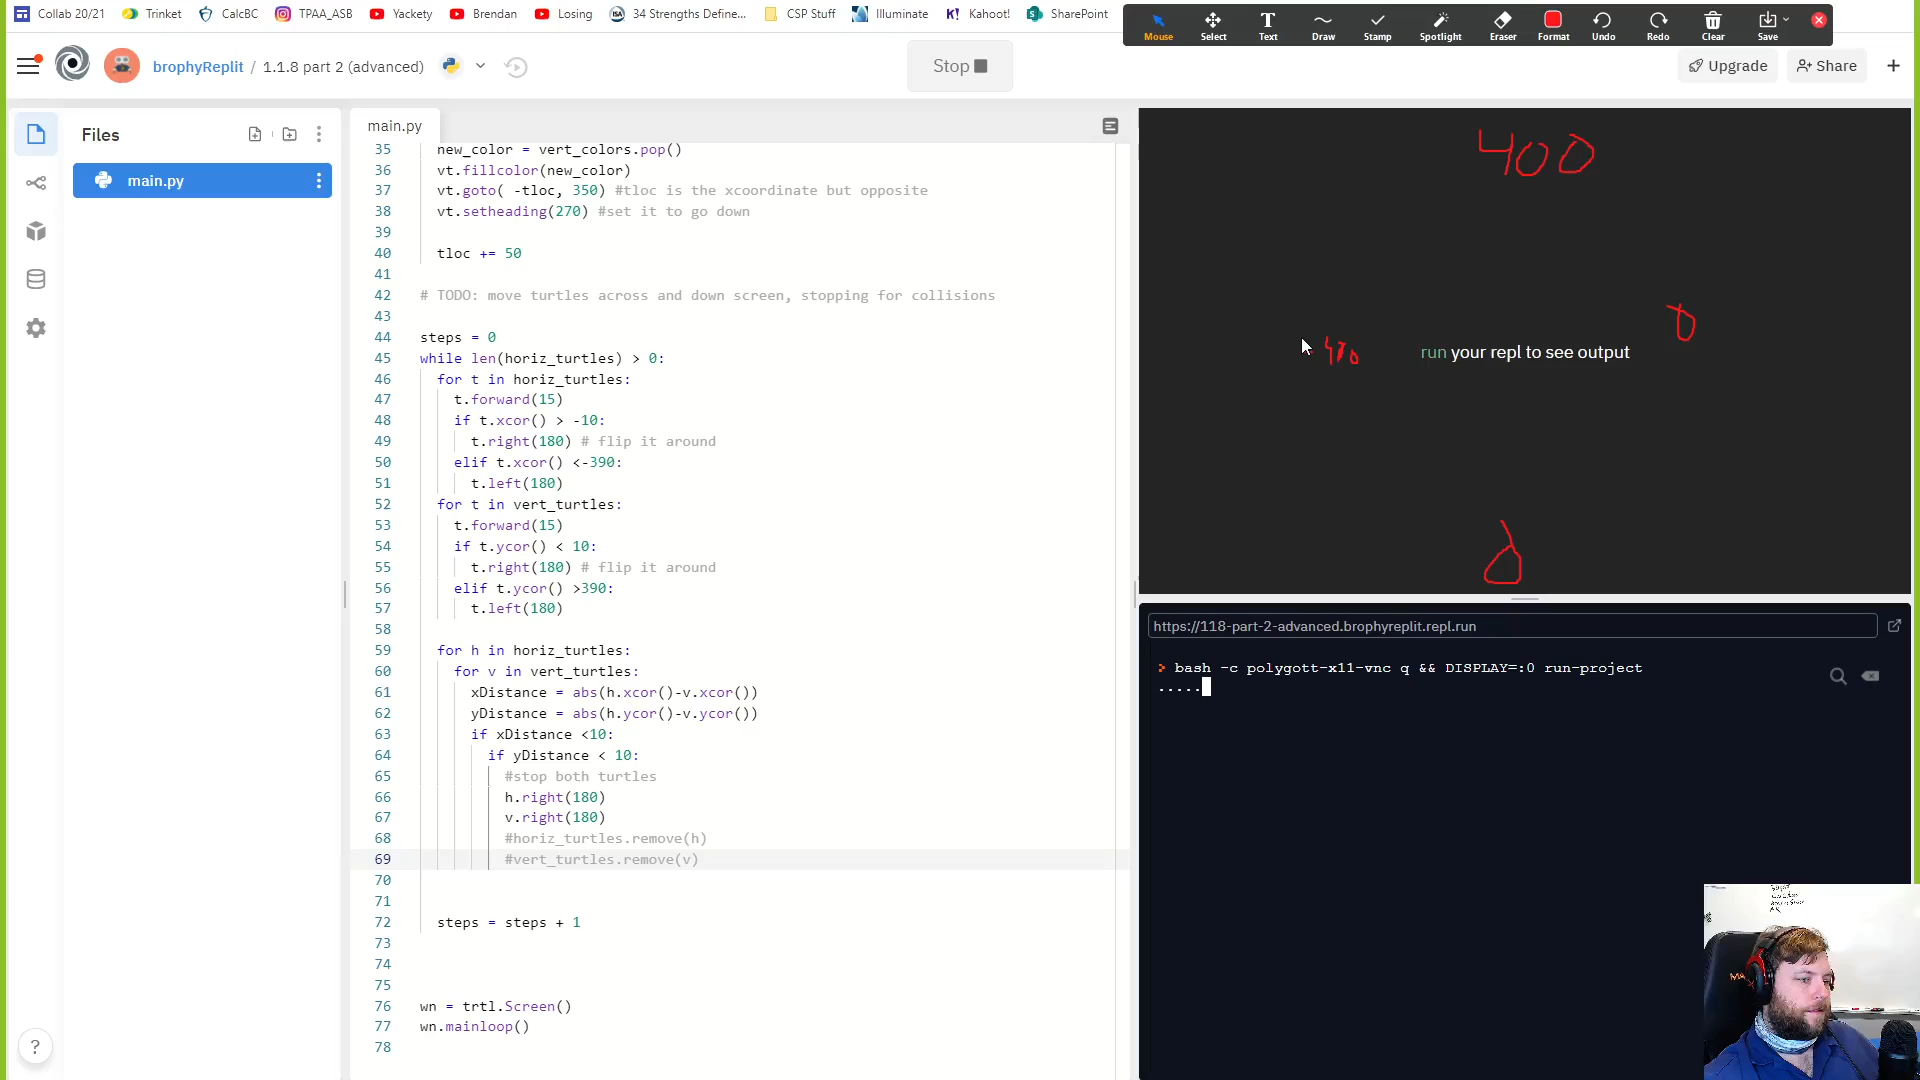 Collab 20/21 Trinket CalcBC TPAA_ASB Yackety Brendan Losing 34 Strengths Define... CSP Stuff Illuminate Kahoot! SharePoint
Mouse Select Text Draw Stamp Spotlight Eraser Format Undo Redo Clear Save
brophyReplit / 1.1.8 part 2 (advanced)
Stop
Upgrade Share
Files
main.py
main.py
35 new_color = vert_colors.pop()
36 vt.fillcolor(new_color)
37 vt.goto( -tloc, 350) #tloc is the xcoordinate but opposite
38 vt.setheading(270) #set it to go down
39
40 tloc += 50
41
42 # TODO: move turtles across and down screen, stopping for collisions
43
44 steps = 0
45 while len(horiz_turtles) > 0:
46 for t in horiz_turtles:
47 t.forward(15)
48 if t.xcor() > -10:
49 t.right(180) # flip it around
50 elif t.xcor() <-390:
51 t.left(180)
52 for t in vert_turtles:
53 t.forward(15)
54 if t.ycor() < 10:
55 t.right(180) # flip it around
56 elif t.ycor() >390:
57 t.left(180)
58
59 for h in horiz_turtles:
60 for v in vert_turtles:
61 xDistance = abs(h.xcor()-v.xcor())
62 yDistance = abs(h.ycor()-v.ycor())
63 if xDistance <10:
64 if yDistance < 10:
65 #stop both turtles
66 h.right(180)
67 v.right(180)
68 #horiz_turtles.remove(h)
69 #vert_turtles.remove(v)
70
71
72 steps = steps + 1
73
74
75
76 wn = trtl.Screen()
77 wn.mainloop()
78
400
run your repl to see output
https://118-part-2-advanced.brophyreplit.repl.run
bash -c polygott-x11-vnc q && DISPLAY=:0 run-project
.....
?